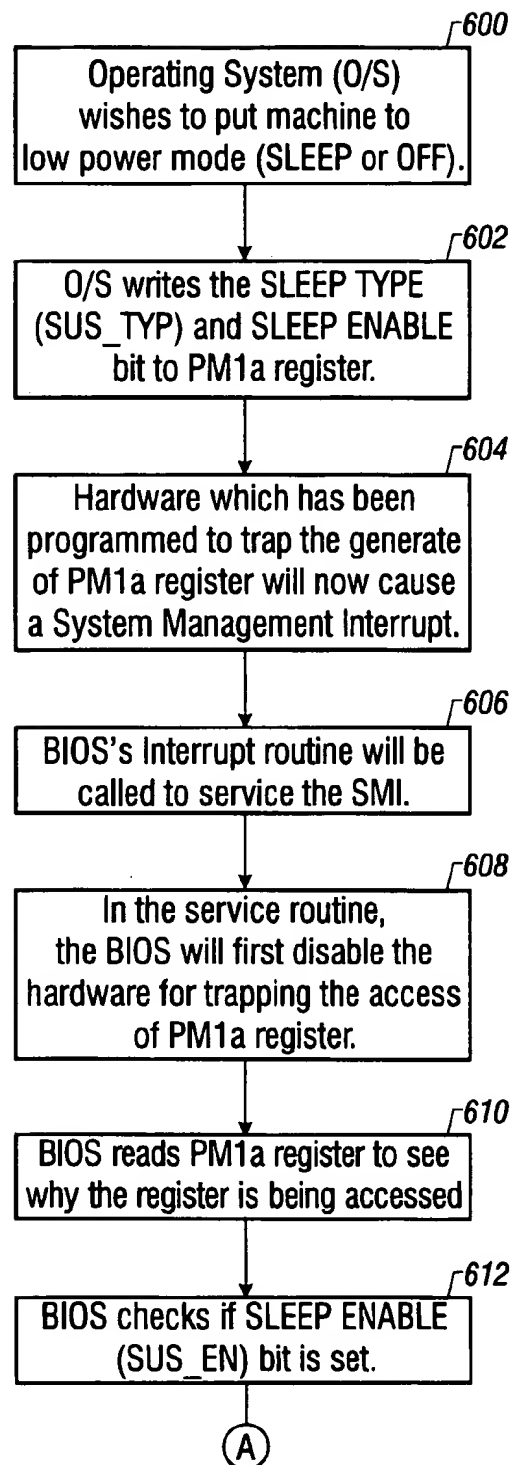 600
Operating System (O/S)
wishes to put machine to
low power mode (SLEEP or OFF).
602
O/S writes the SLEEP TYPE
(SUS_TYP) and SLEEP ENABLE
bit to PM1a register.
604
Hardware which has been
programmed to trap the generate
of PM1a register will now cause
a System Management Interrupt.
606
BIOS's Interrupt routine will be
called to service the SMI.
608
In the service routine,
the BIOS will first disable the
hardware for trapping the access
of PM1a register.
610
BIOS reads PM1a register to see
why the register is being accessed
612
BIOS checks if SLEEP ENABLE
(SUS_EN) bit is set.
A